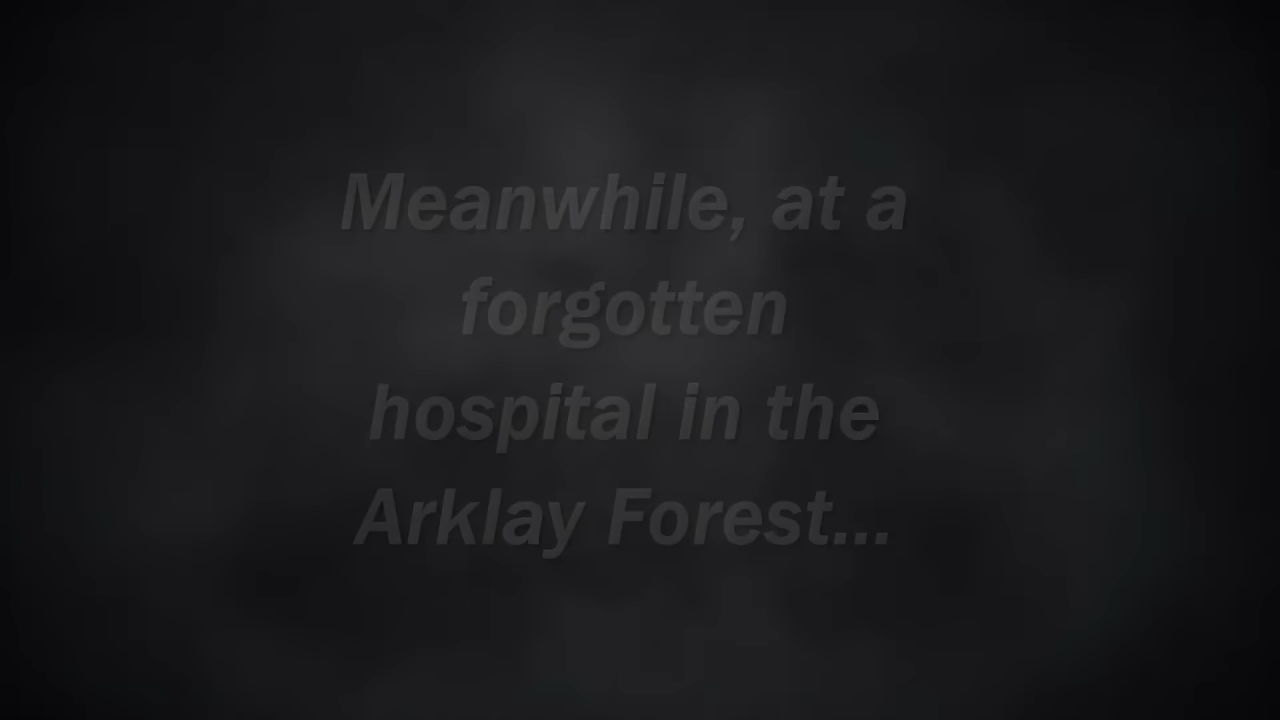 Meanwhile, at a
forgotten
hospital in the
Arklay Forest...